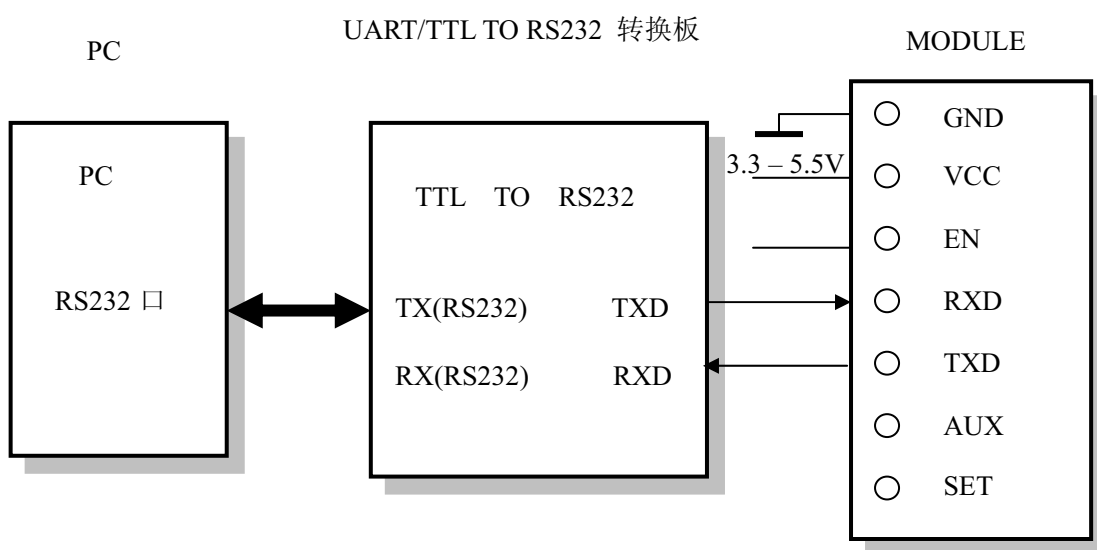 UART/TTL TO RS232 转换板
PC
MODULE
PC
RS232 口
TTL TO RS232
TX(RS232) TXD
RX(RS232) RXD
3.3 – 5.5V
GND
VCC
EN
RXD
TXD
AUX
SET